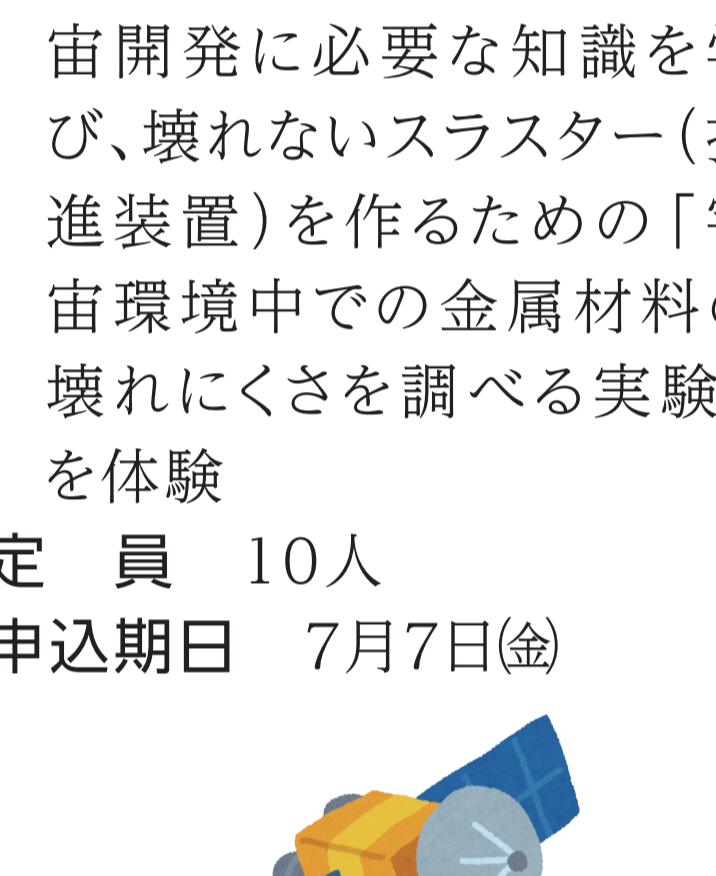 宙開発に必要な知識を
び、壊れないスラスター(
進装置)を作るための「
宙環境中での金属材料の
壊れにくさを調べる実験
を体験
定　員　10人
申込期日　7月7日㈮